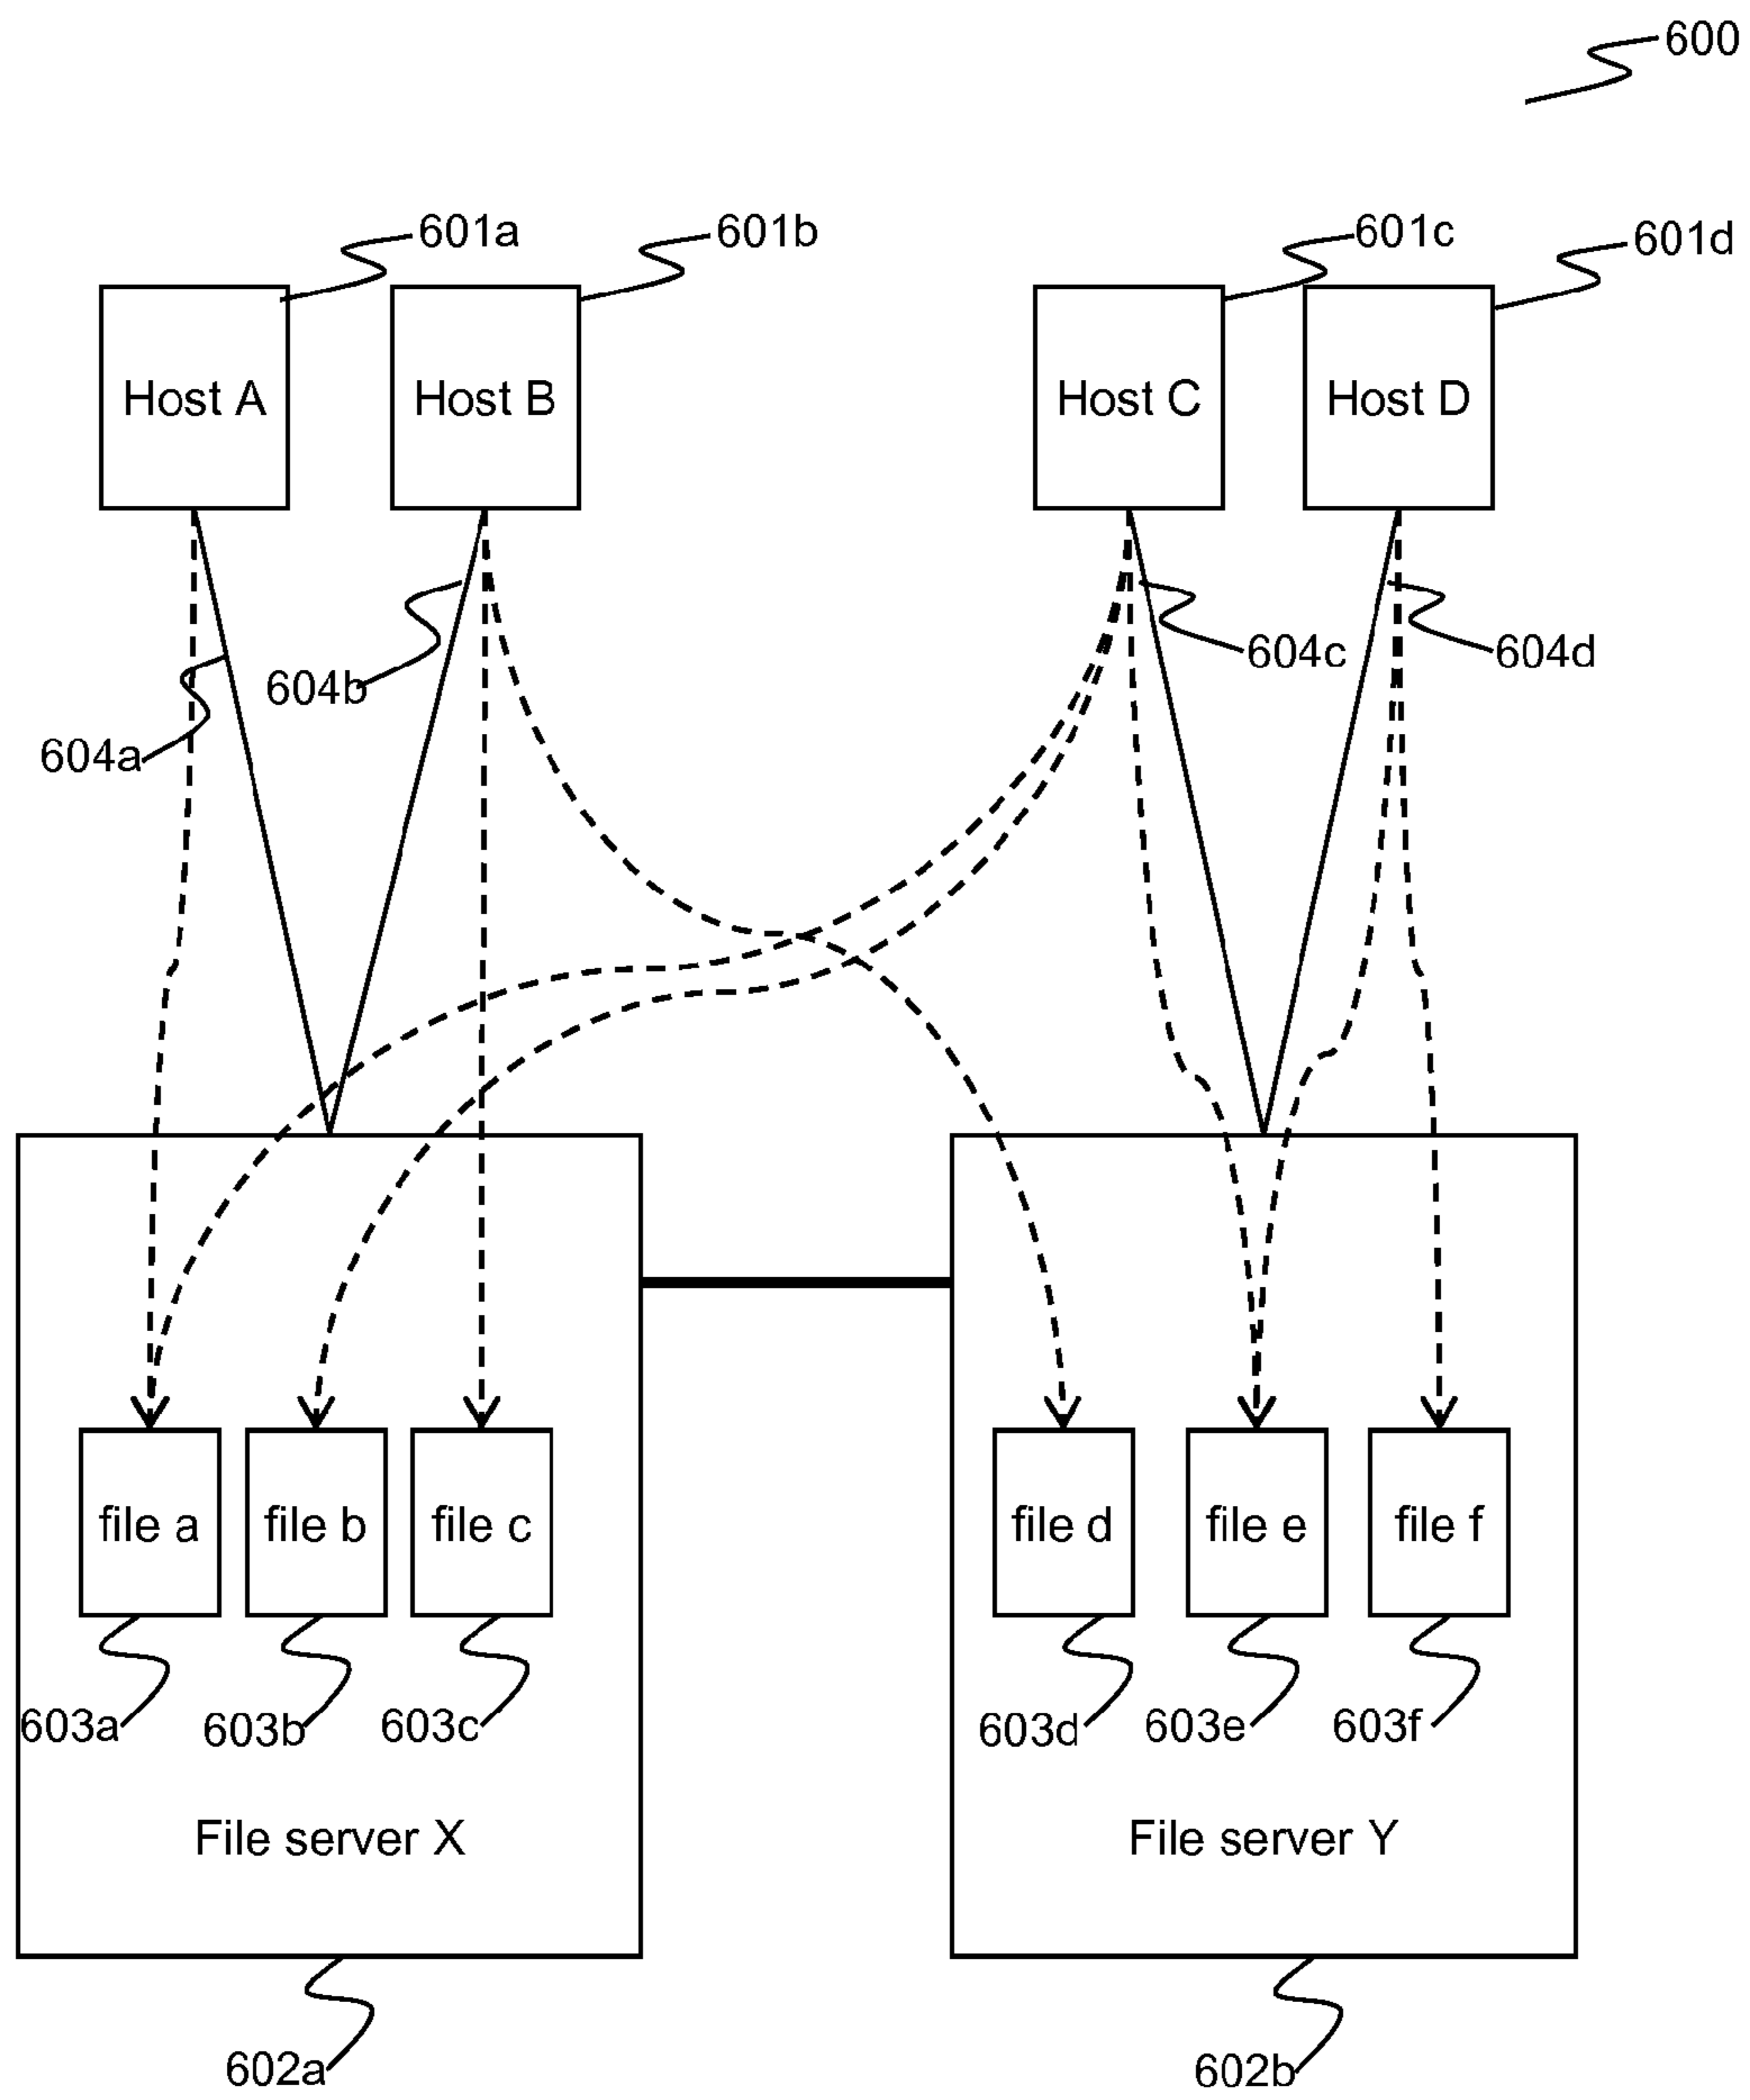 600
601a
601b
601c
601d
Host A
Host B
Host C
Host D
604a
604b
604c
604d
file a
file b
file c
file d
file e
file f
603a
603b
603c
603d
603e
603f
File server X
File server Y
602a
602b